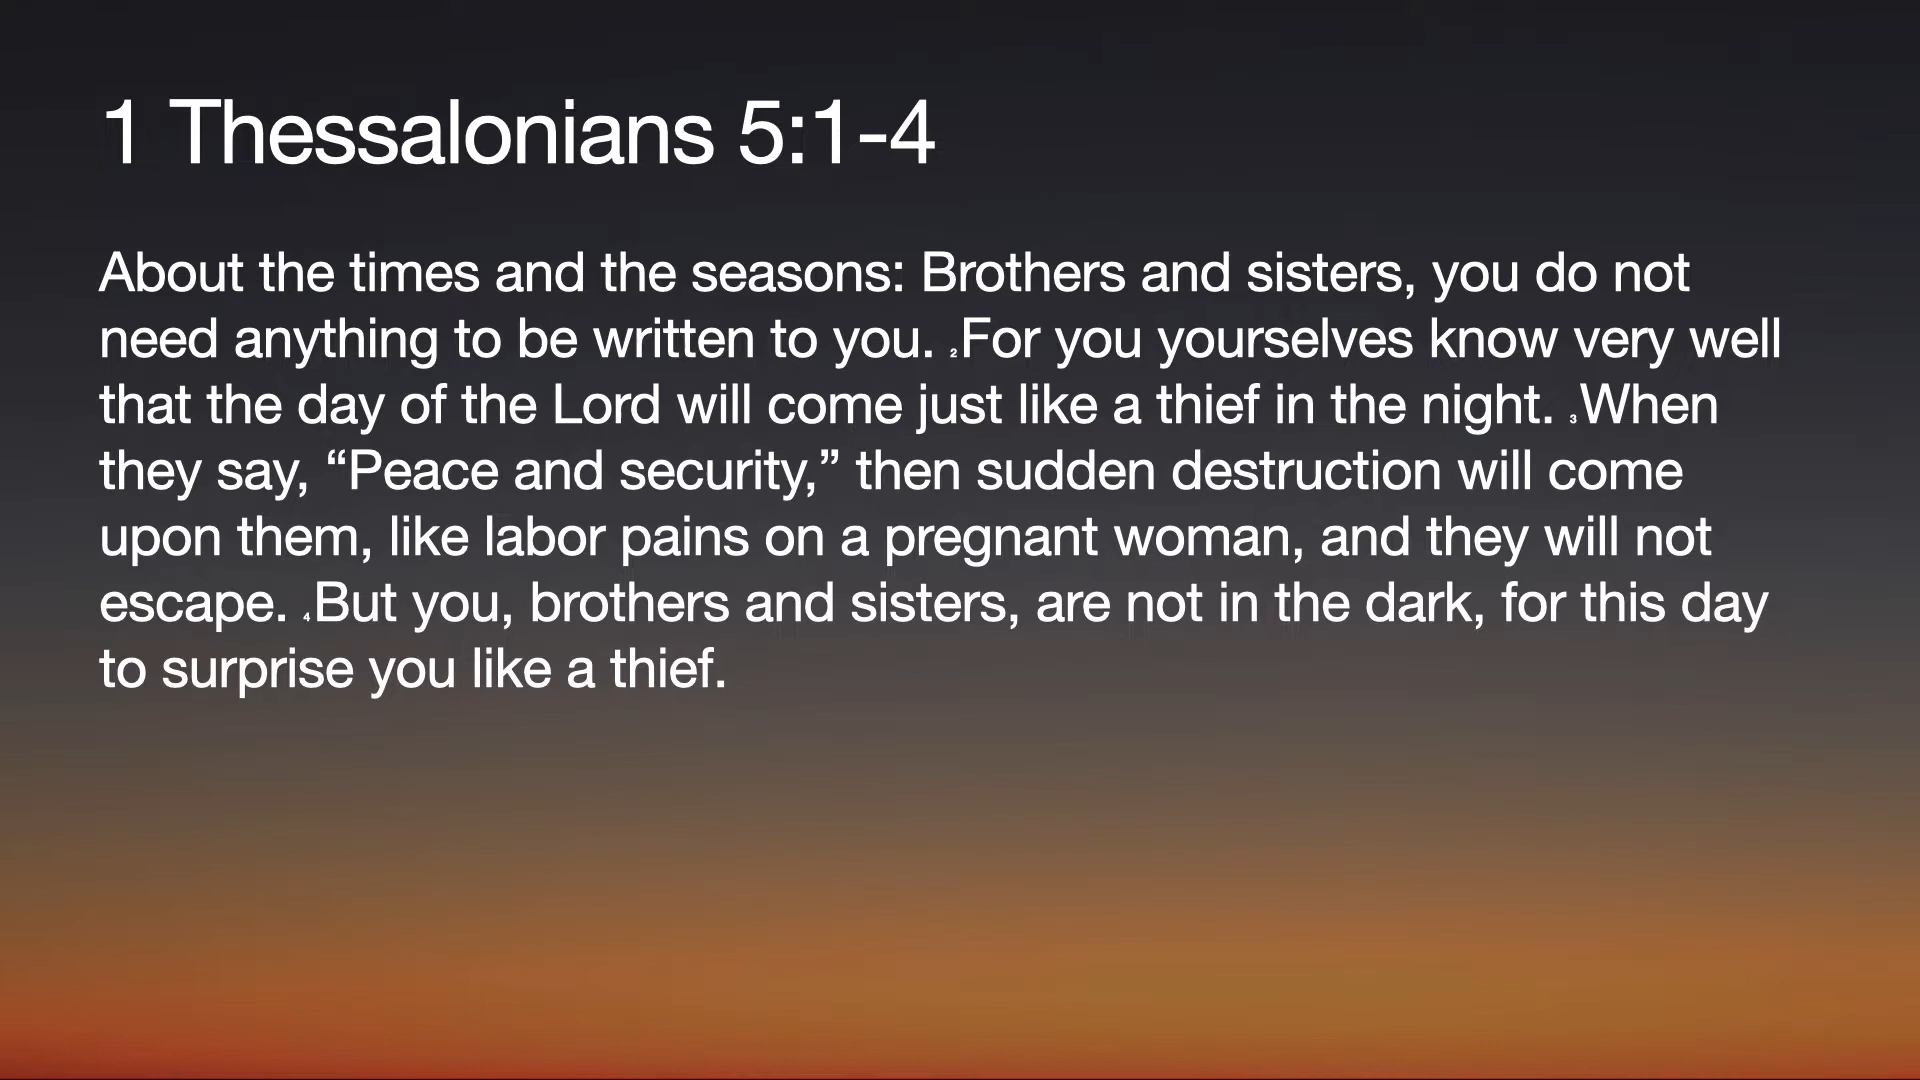 1 Thessalonians 5:1-4
About the times and the seasons: Brothers and sisters, you do not
need anything to be written to you. 2For you yourselves know very well
that the day of the Lord will come just like a thief in the night. 3When
they say, “Peace and security,” then sudden destruction will come
upon them, like labor pains on a pregnant woman, and they will not
escape. 4But you, brothers and sisters, are not in the dark, for this day
to surprise you like a thief.